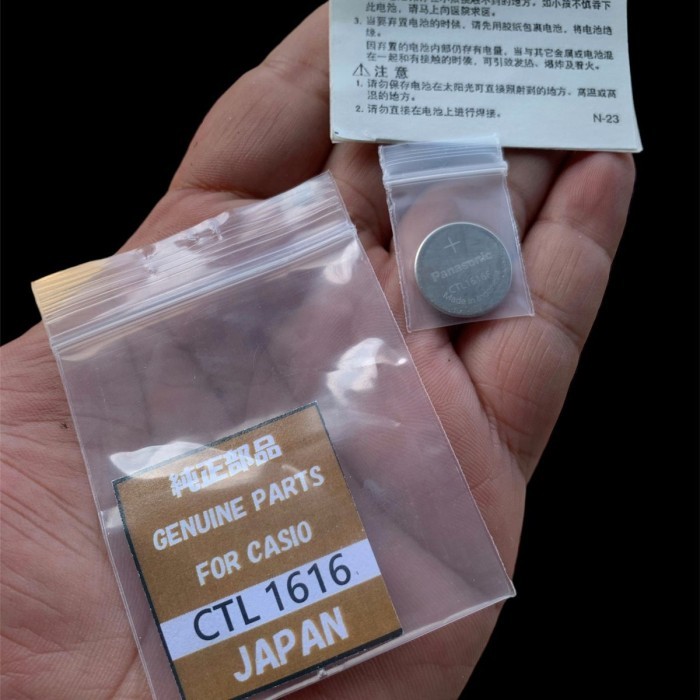 此电池，请马上向医院求医。
3. 当要弃置电池的时候，请先用胶纸包裹电池，将电池绝
缘。
因弃置的电池内部仍存有电量，当与其它金属或电池混
在一起和有接触的时候，可引致发热、爆炸及着火。
⚠注意
1. 请勿保存电池在太阳光可直接照射到的地方、高温或高
湿的地方。
2. 请勿直接在电池上进行焊接。
N-23
+
Panasonic
CTL1616
純正部品
GENUINE PARTS
FOR CASIO
CTL 1616
JAPAN